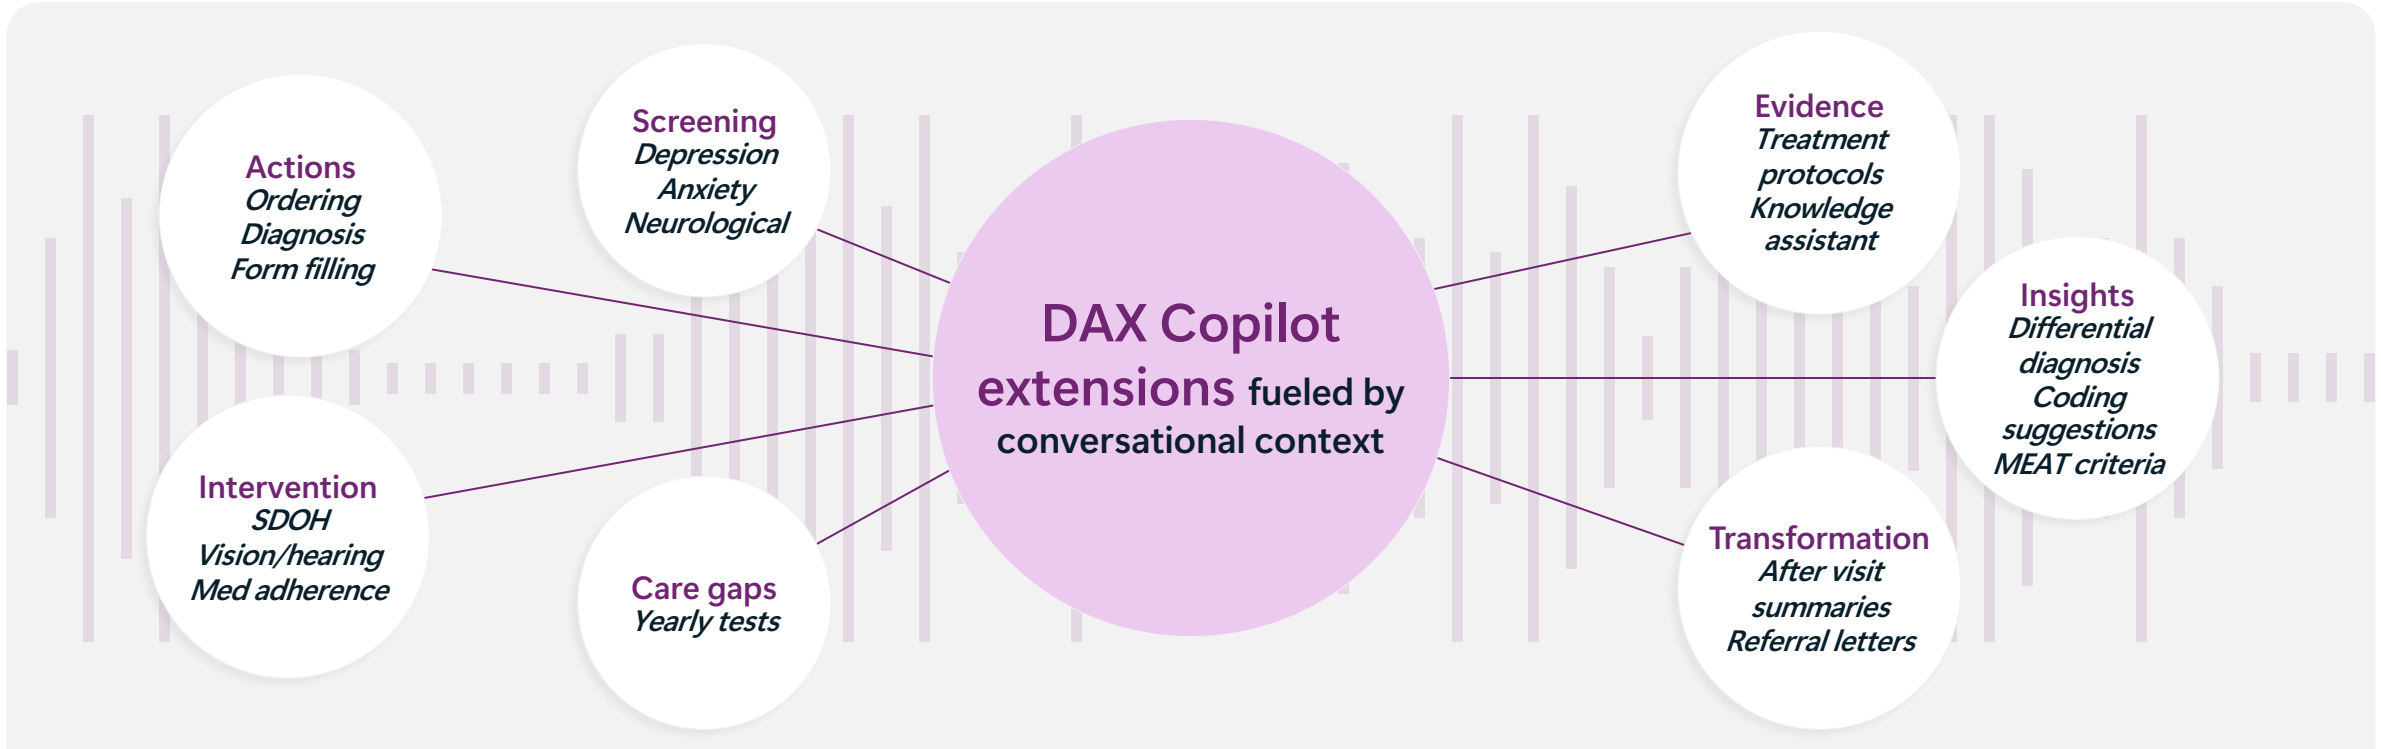 Actions
Ordering
Diagnosis
Form filling
Screening
Depression
Anxiety
Neurological
Intervention
SDOH
Vision/hearing
Med adherence
Care gaps
Yearly tests
DAX Copilot
extensions fueled by
conversational context
Evidence
Treatment
protocols
Knowledge
assistant
Insights
Differential
diagnosis
Coding
suggestions
MEAT criteria
Transformation
After visit
summaries
Referral letters